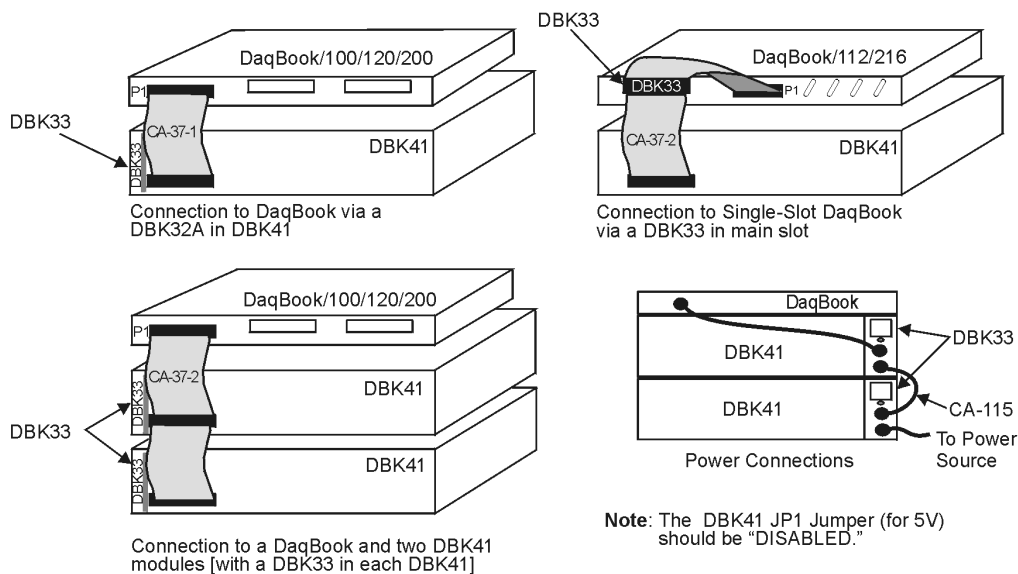 DaqBook/100/120/200
P1
CA-37-1
DBK33
DBK33
DBK41
Connection to DaqBook via a
DBK32A in DBK41
DBK33
DaqBook/112/216
DBK33
P1
CA-37-2
DBK41
Connection to Single-Slot DaqBook
via a DBK33 in main slot
DaqBook/100/120/200
P1
CA-37-2
DBK33
DBK41
DBK33
DBK33
DBK41
Connection to a DaqBook and two DBK41
modules [with a DBK33 in each DBK41]
DaqBook
DBK41
DBK33
DBK41
CA-115
To Power
Source
Power Connections
Note: The DBK41 JP1 Jumper (for 5V)
should be “DISABLED.”